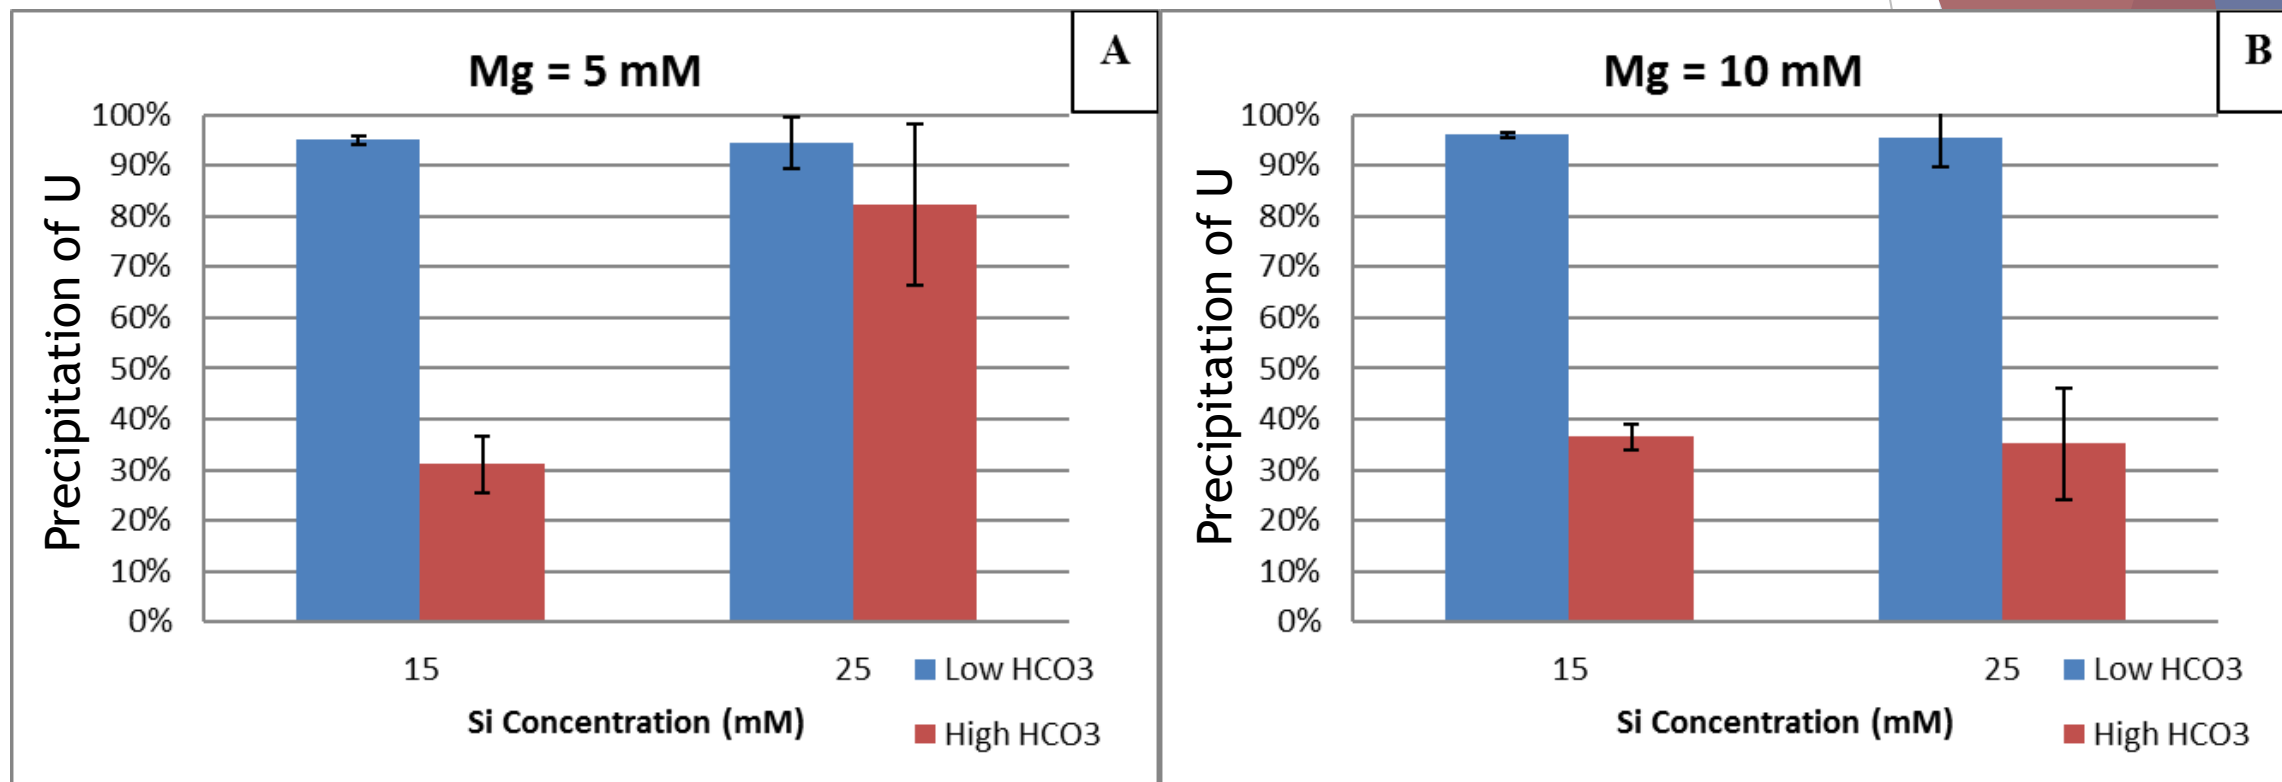 A
Mg = 5 mM
Precipitation of U
100%
90%
80%
70%
60%
50%
40%
30%
20%
10%
0%
15
25
Low HCO3
High HCO3
Si Concentration (mM)
B
Mg = 10 mM
Precipitation of U
100%
90%
80%
70%
60%
50%
40%
30%
20%
10%
0%
15
25
Low HCO3
High HCO3
Si Concentration (mM)